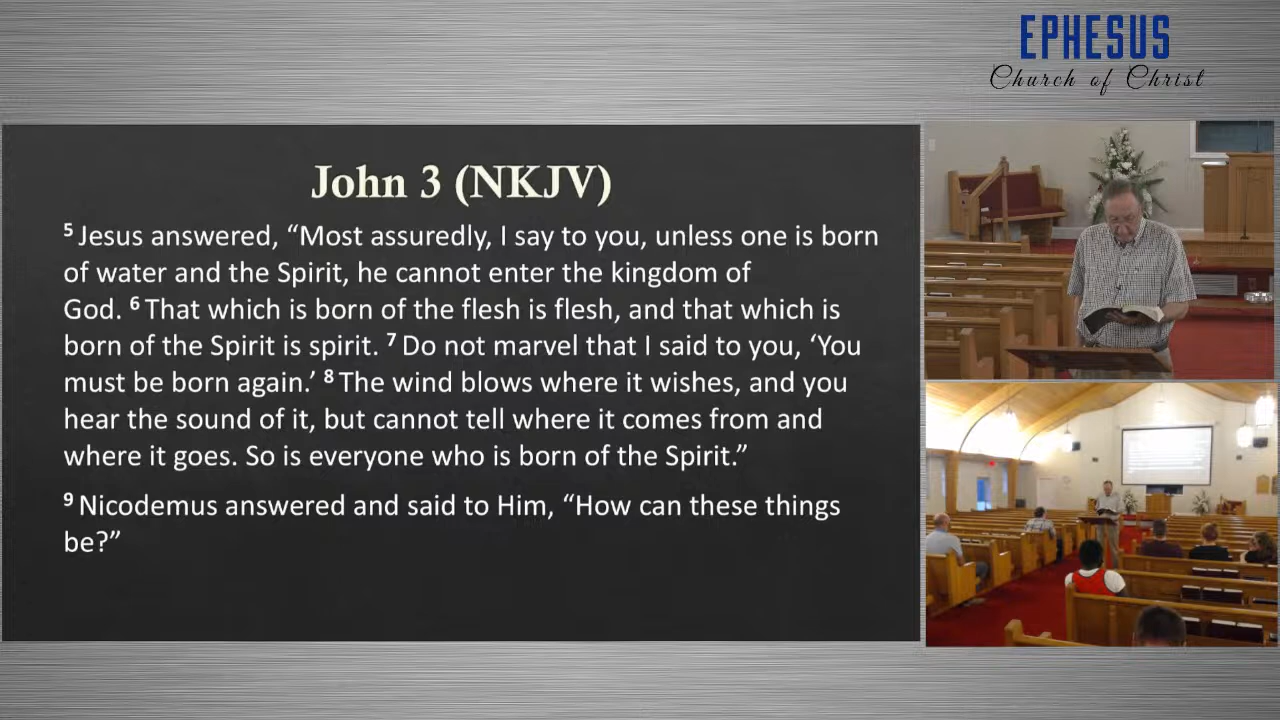 EPHESUS
Church of Christ
John 3 (NKJV)
5 Jesus answered, “Most assuredly, I say to you, unless one is born
of water and the Spirit, he cannot enter the kingdom of
God. 6 That which is born of the flesh is flesh, and that which is
born of the Spirit is spirit. 7 Do not marvel that I said to you, ‘You
must be born again.’ 8 The wind blows where it wishes, and you
hear the sound of it, but cannot tell where it comes from and
where it goes. So is everyone who is born of the Spirit.”
9 Nicodemus answered and said to Him, “How can these things
be?”